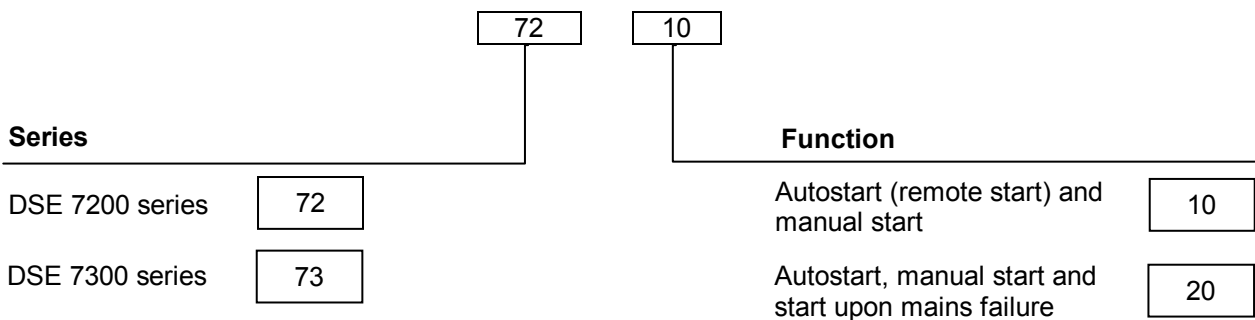 72 10
Series
Function
DSE 7200 series 72
DSE 7300 series 73
Autostart (remote start) and
manual start
10
Autostart, manual start and
start upon mains failure
20